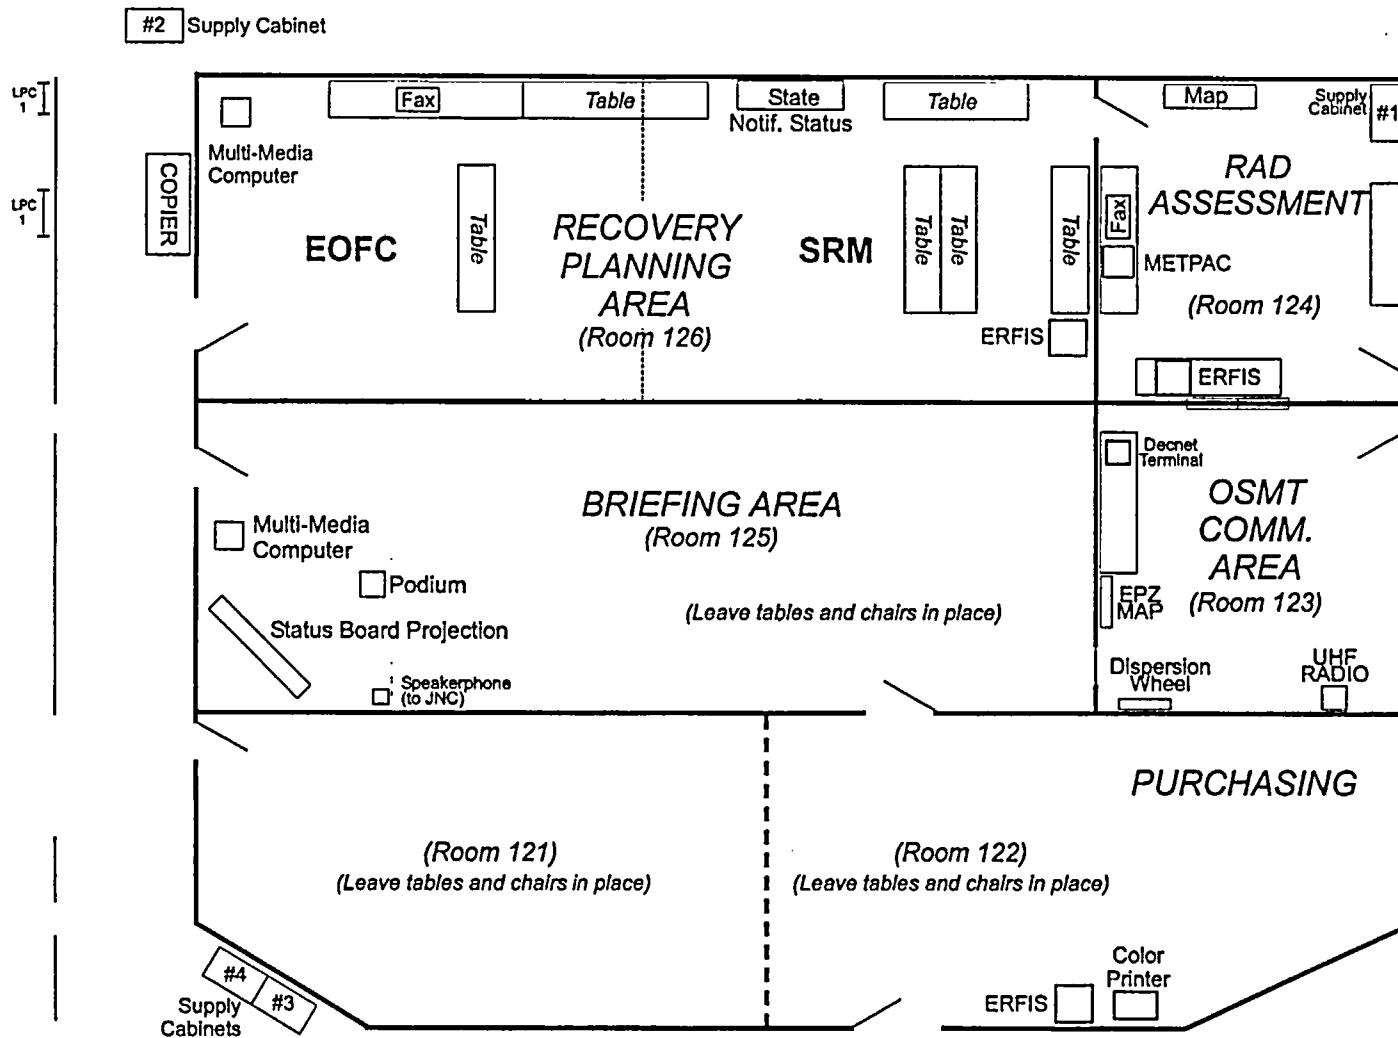 #2 Supply Cabinet
LPC
1
Fax
Table
State
Notif. Status
Table
Map
Supply
Cabinet
#1
Multi-Media
Computer
COPIER
LPC
1
EOFC
Table
RECOVERY
PLANNING
AREA
(Room 126)
SRM
Table
Table
Table
ERFIS
RAD
ASSESSMENT
Fax
METPAC
(Room 124)
ERFIS
Decnet
Terminal
OSMT
COMM.
AREA
(Room 123)
EPZ
MAP
Dispersion
Wheel
UHF
RADIO
BRIEFING AREA
(Room 125)
Multi-Media
Computer
Podium
(Leave tables and chairs in place)
Status Board Projection
Speakerphone
(to JNC)
PURCHASING
(Room 121)
(Leave tables and chairs in place)
(Room 122)
(Leave tables and chairs in place)
#4
#3
Supply
Cabinets
ERFIS
Color
Printer